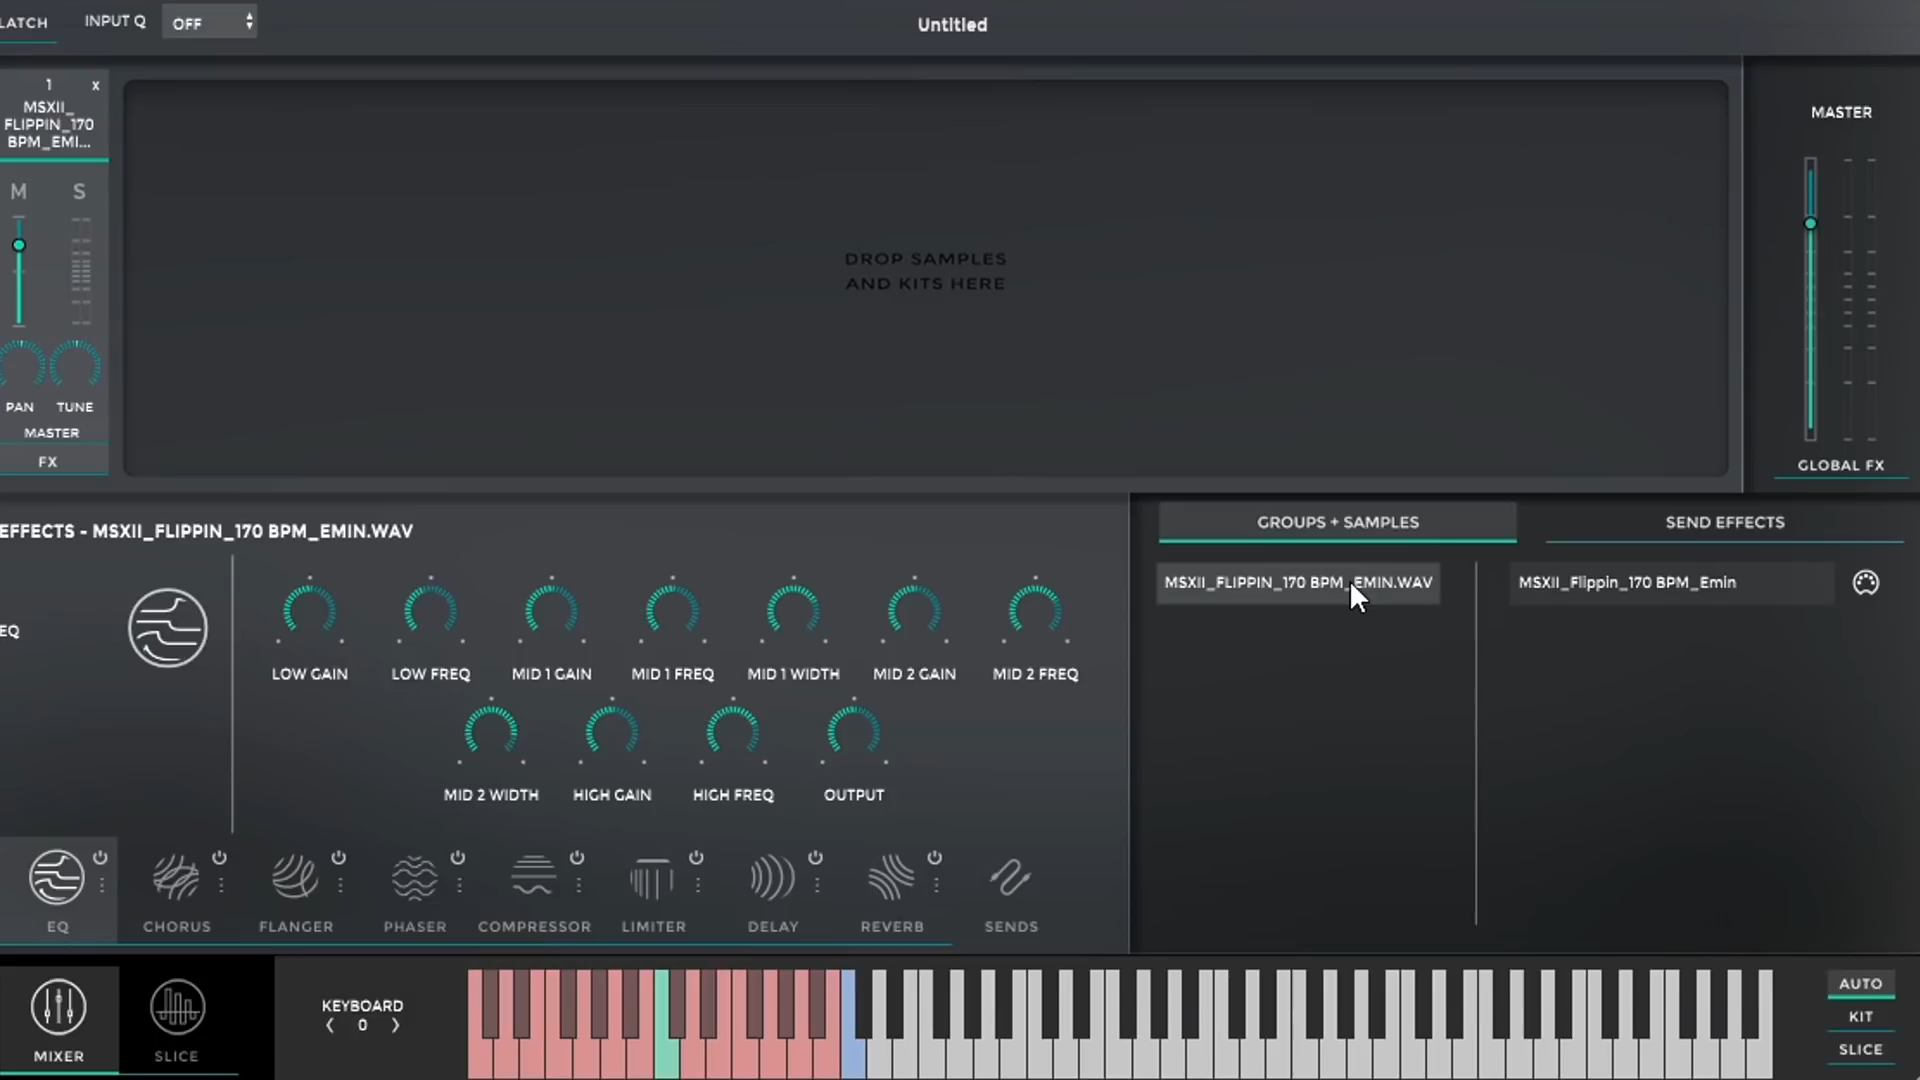 LATCH
INPUT Q
OFF
Untitled
1
x
MSXII_
FLIPPIN_170
BPM_EMI...
M
S
PAN
TUNE
MASTER
FX
DROP SAMPLES
AND KITS HERE
MASTER
GLOBAL FX
EFFECTS - MSXII_FLIPPIN_170 BPM_EMIN.WAV
EQ
LOW GAIN
LOW FREQ
MID 1 GAIN
MID 1 FREQ
MID 1 WIDTH
MID 2 GAIN
MID 2 FREQ
MID 2 WIDTH
HIGH GAIN
HIGH FREQ
OUTPUT
EQ
CHORUS
FLANGER
PHASER
COMPRESSOR
LIMITER
DELAY
REVERB
SENDS
GROUPS + SAMPLES
SEND EFFECTS
MSXII_FLIPPIN_170 BPM_EMIN.WAV
MSXII_Flippin_170 BPM_Emin
MIXER
SLICE
KEYBOARD
0
AUTO
KIT
SLICE